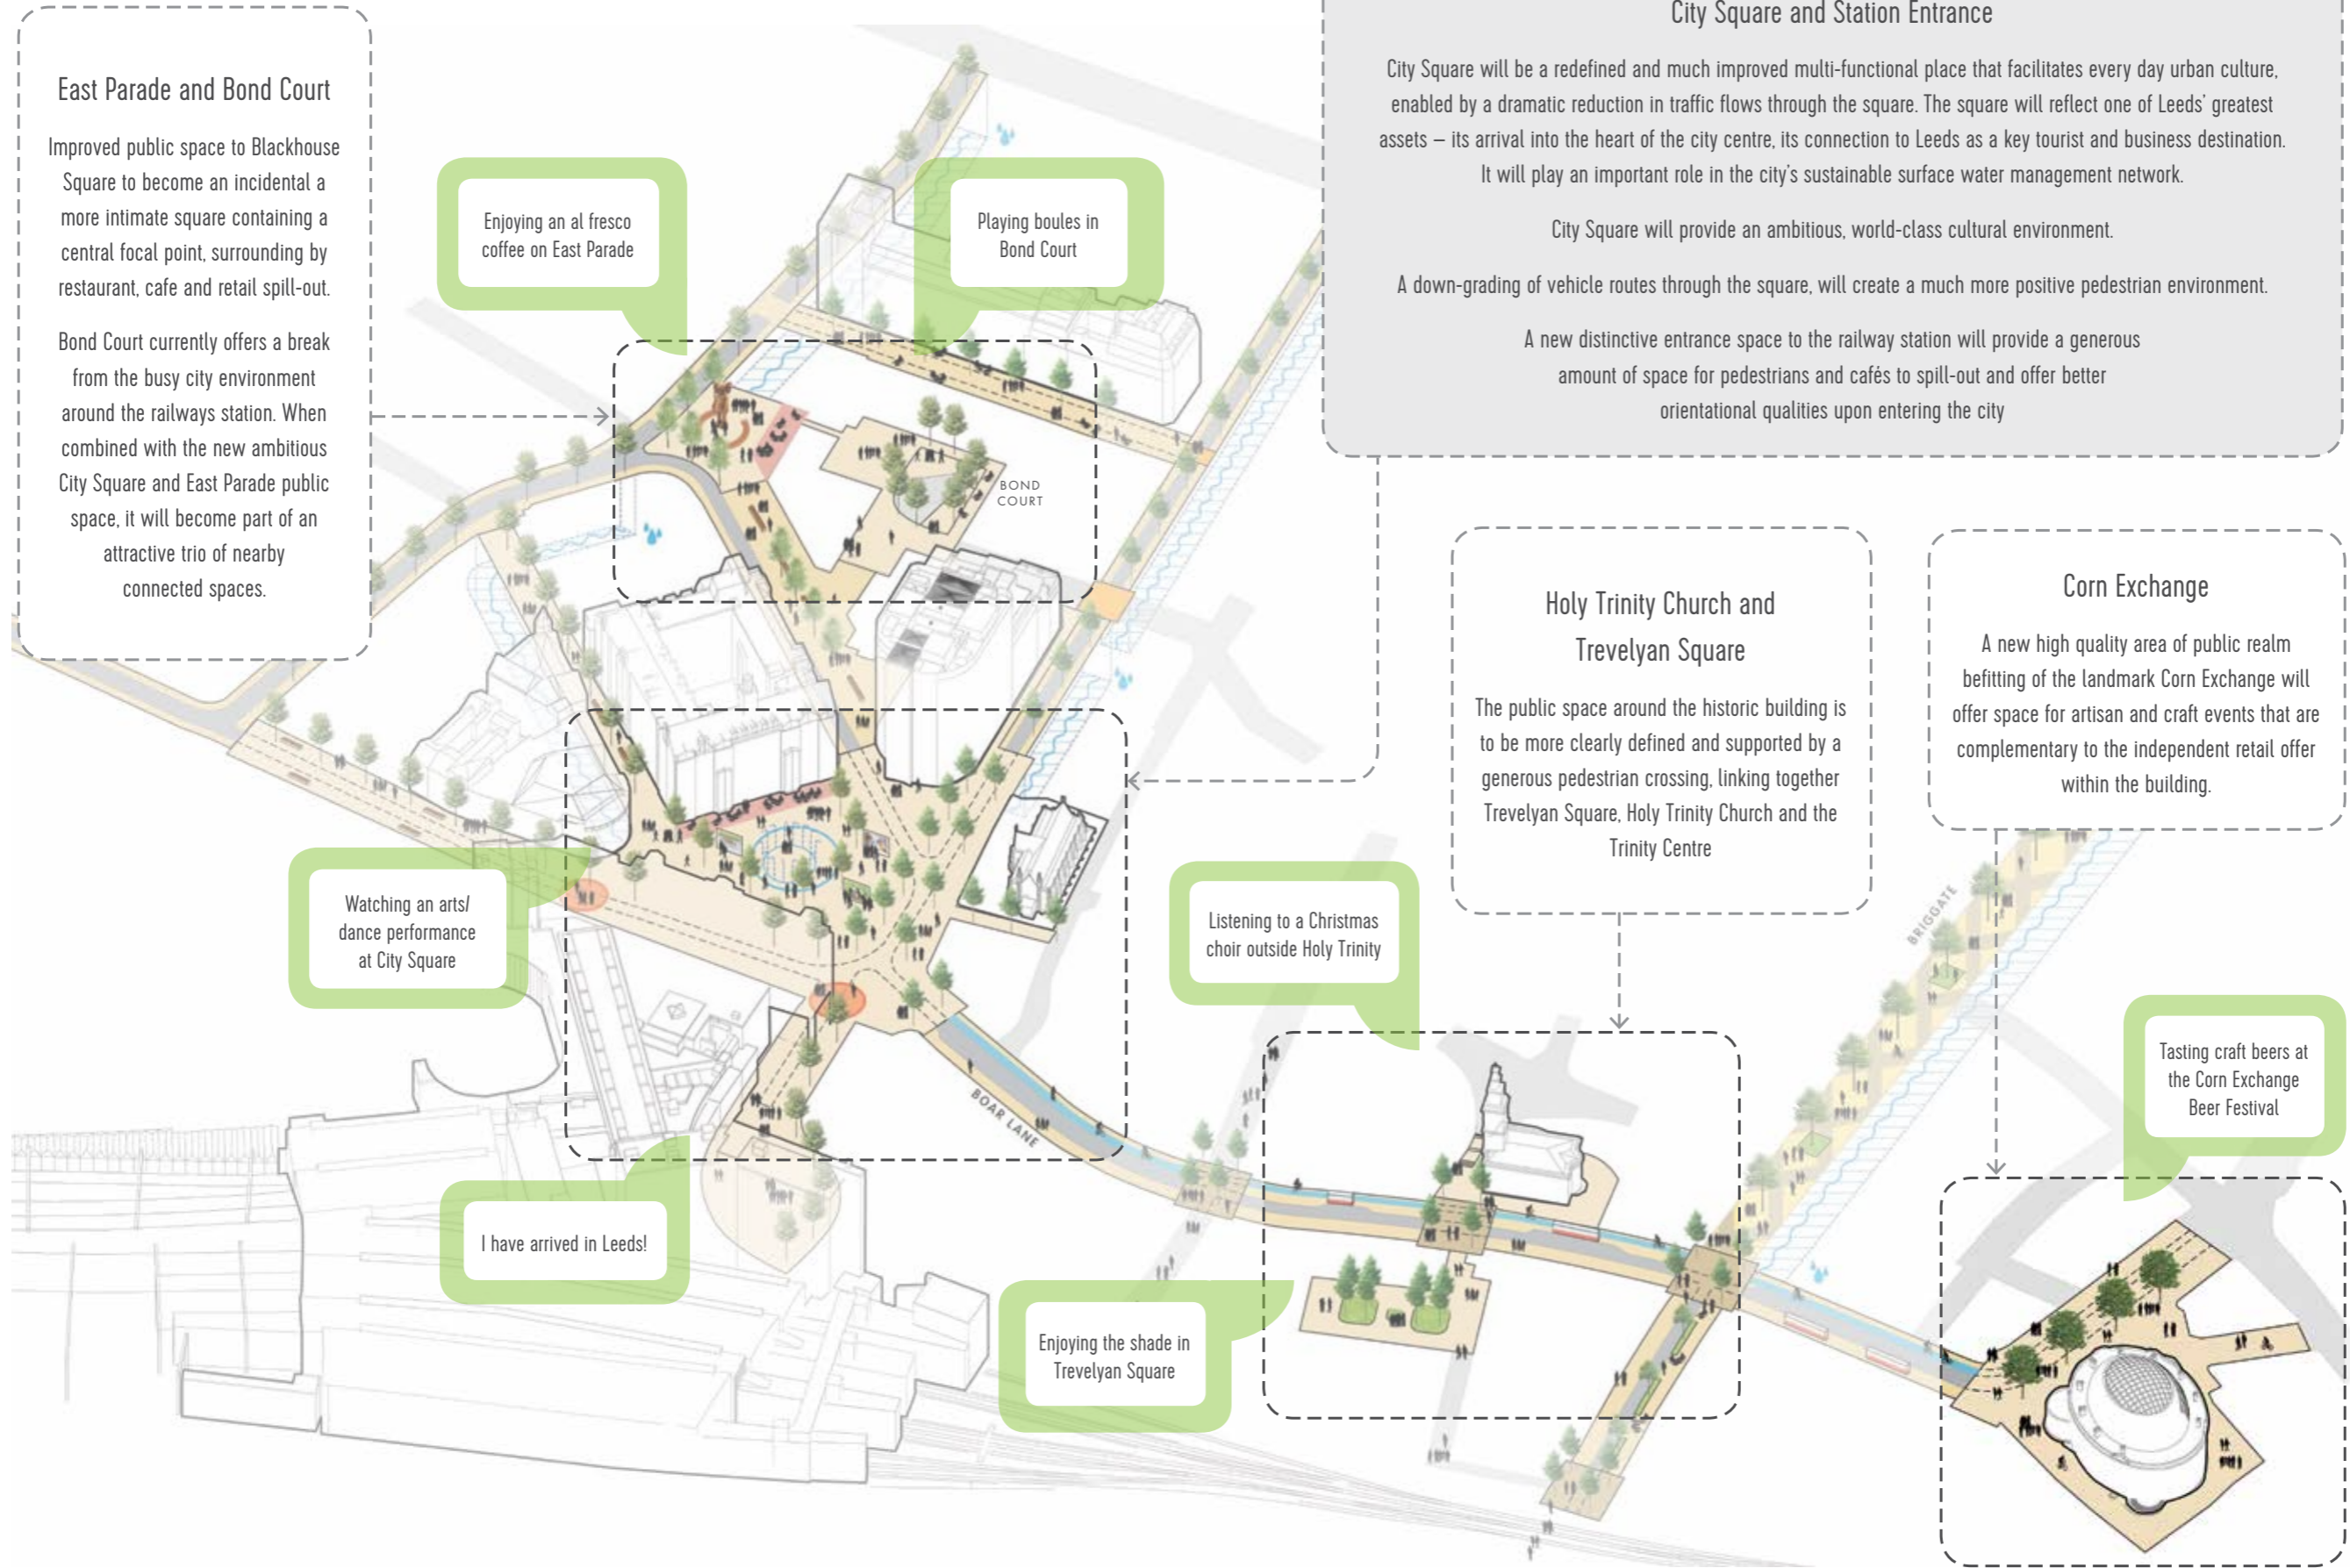 East Parade and Bond Court
Improved public space to Blackhouse
Square to become an incidental a
more intimate square containing a
central focal point, surrounding by
restaurant, cafe and retail spill-out.
Bond Court currently offers a break
from the busy city environment
around the railways station. When
combined with the new ambitious
City Square and East Parade public
space, it will become part of an
attractive trio of nearby
connected spaces.
Enjoying an al fresco
coffee on East Parade
Playing boules in
Bond Court
City Square and Station Entrance
City Square will be a redefined and much improved multi-functional place that facilitates every day urban culture,
enabled by a dramatic reduction in traffic flows through the square. The square will reflect one of Leeds' greatest
assets – its arrival into the heart of the city centre, its connection to Leeds as a key tourist and business destination.
It will play an important role in the city's sustainable surface water management network.
City Square will provide an ambitious, world-class cultural environment.
A down-grading of vehicle routes through the square, will create a much more positive pedestrian environment.
A new distinctive entrance space to the railway station will provide a generous
amount of space for pedestrians and cafés to spill-out and offer better
orientational qualities upon entering the city
BOND
COURT
Holy Trinity Church and
Trevelyan Square
The public space around the historic building is
to be more clearly defined and supported by a
generous pedestrian crossing, linking together
Trevelyan Square, Holy Trinity Church and the
Trinity Centre
Corn Exchange
A new high quality area of public realm
befitting of the landmark Corn Exchange will
offer space for artisan and craft events that are
complementary to the independent retail offer
within the building.
Watching an arts/
dance performance
at City Square
Listening to a Christmas
choir outside Holy Trinity
BRIGGATE
Tasting craft beers at
the Corn Exchange
Beer Festival
BOAR LANE
I have arrived in Leeds!
Enjoying the shade in
Trevelyan Square